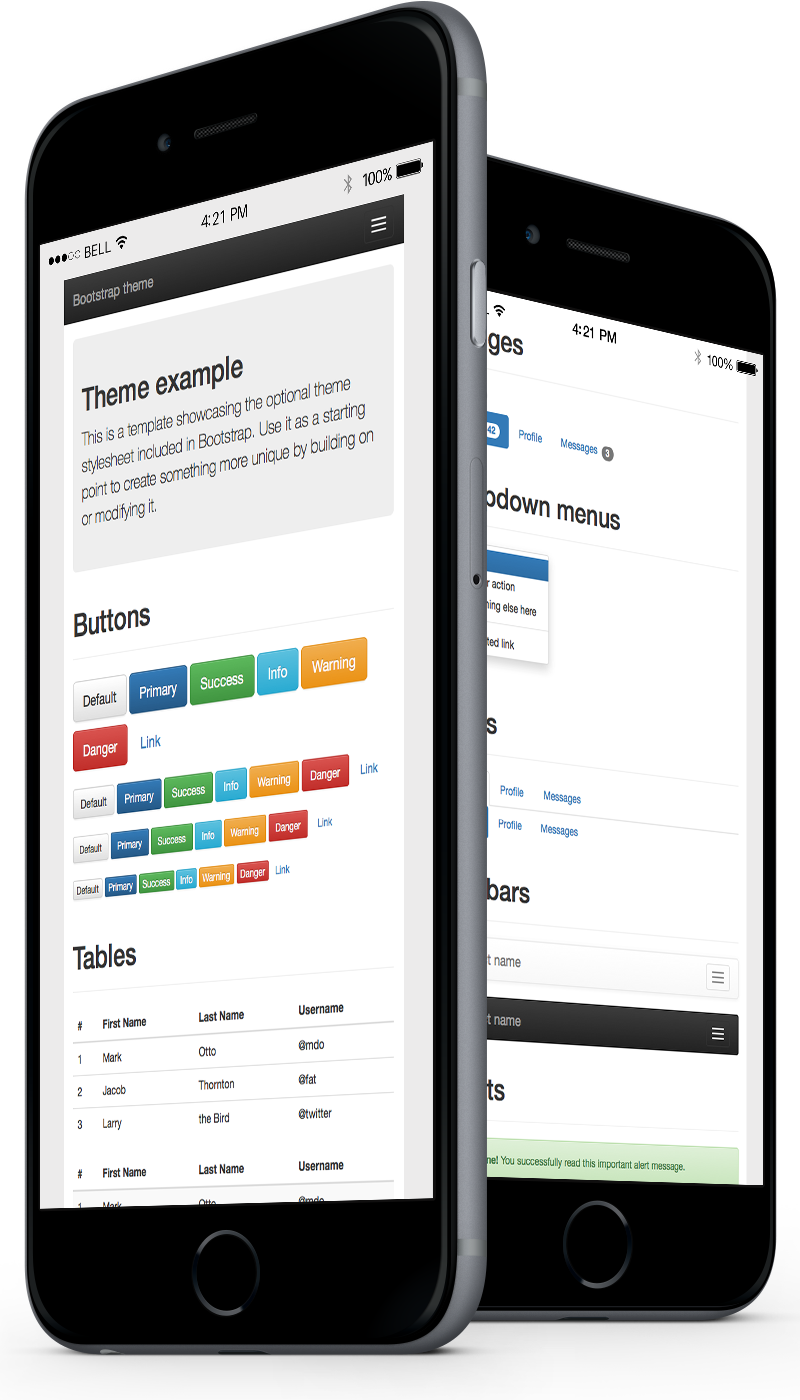 BELL 4:21 PM 100%
Bootstrap theme
Theme example
This is a template showcasing the optional theme
stylesheet included in Bootstrap. Use it as a starting
point to create something more unique by building on
or modifying it.
Buttons
Default Primary Success Info Warning
Danger Link
Default Primary Success Info Warning Danger Link
Default Primary Success Info Warning Danger Link
Default Primary Success Info Warning Danger Link
Tables
# First Name Last Name Username
1 Mark Otto @mdo
2 Jacob Thornton @fat
3 Larry the Bird @twitter
# First Name Last Name Username
1 Mark Otto @mdo
4:21 PM 100%
ges
42 Profile Messages 3
pdown menus
r action
ning else here
ted link
s
Profile Messages
Profile Messages
bars
t name
t name
ts
ne! You successfully read this important alert message.